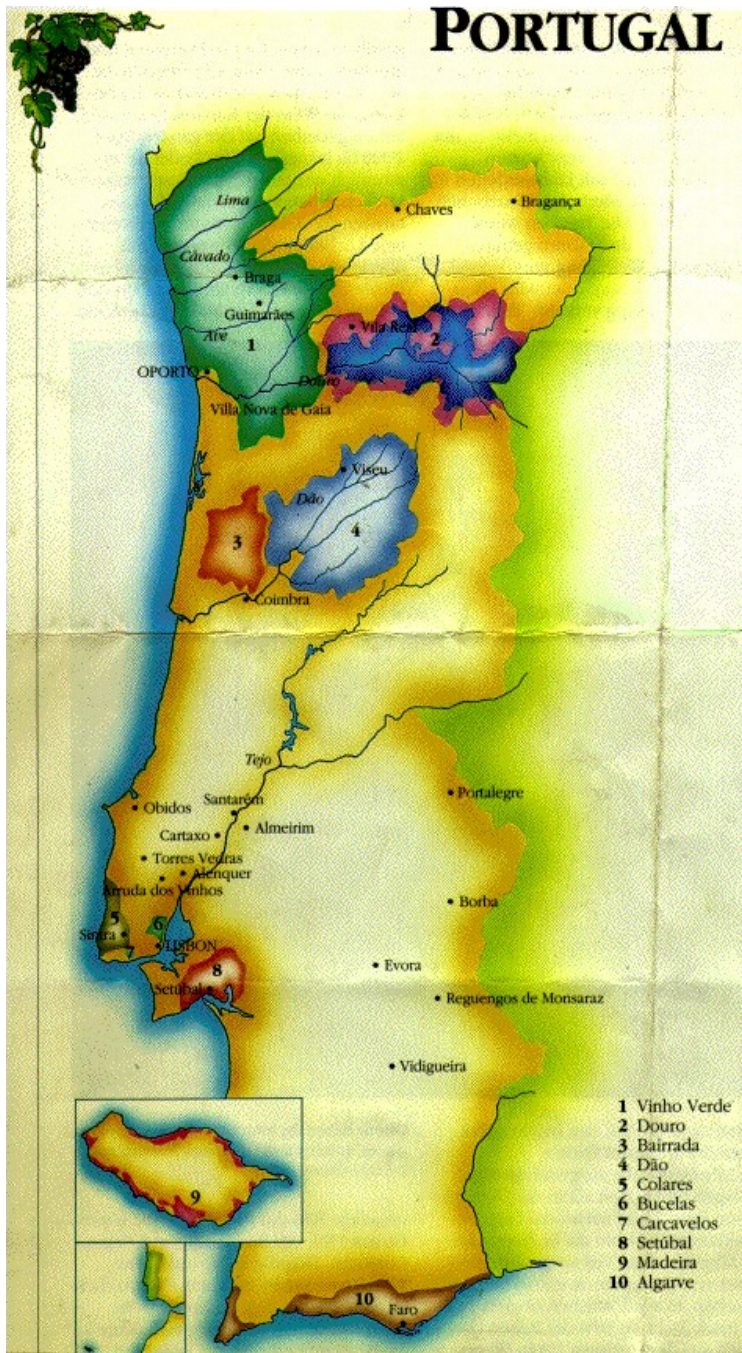 PORTUGAL
Lima
Chaves
Bragança
Càvado
Braga
Guimarães
Ave
1
Vila Real
2
OPORTO
Douro
Villa Nova de Gaia
Viseu
Dão
3
4
Coimbra
Tejo
Obidos
Santarém
Portalegre
Cartaxo
Almeirim
Torres Vedras
Alenquer
Arruda dos Vinhos
Borba
5
6
Sintra
LISBON
7
8
Evora
Setúbal
Reguengos de Monsaraz
Vidigueira
1 Vinho Verde
2 Douro
3 Bairrada
4 Dão
5 Colares
6 Bucelas
7 Carcavelos
8 Setúbal
9 Madeira
10 Algarve
9
10
Faro